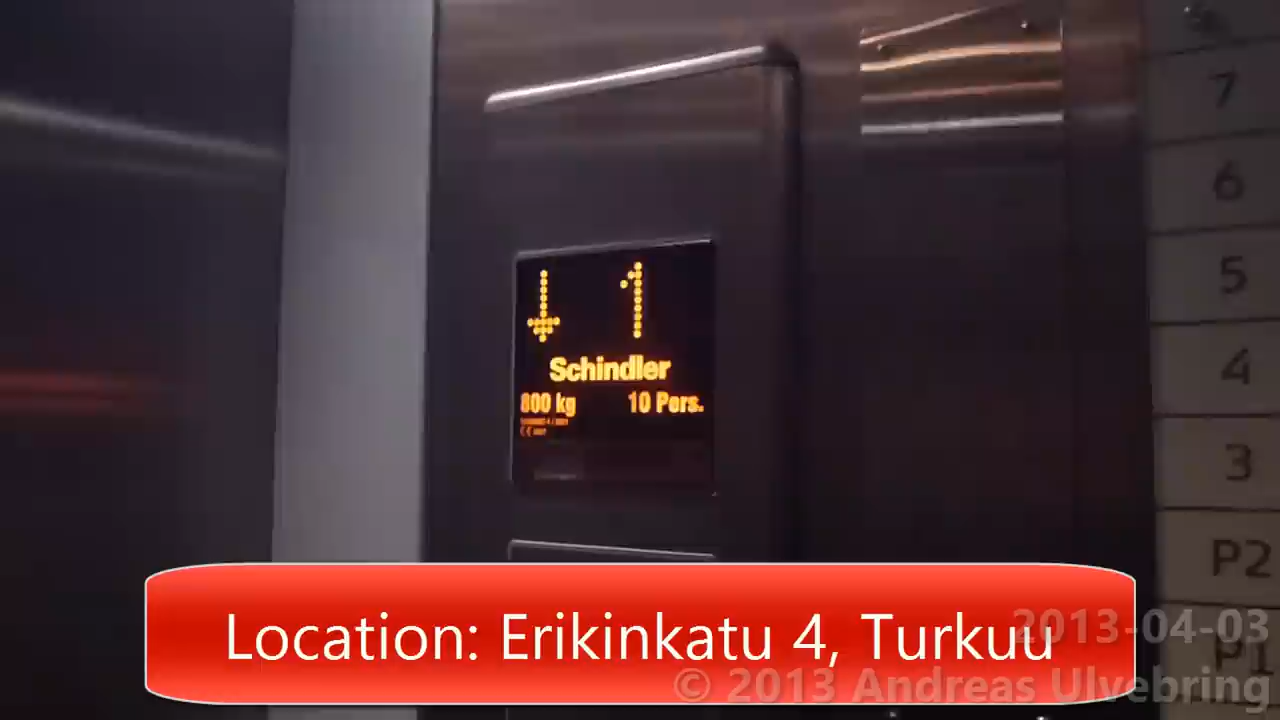 7
6
5
4
3
P2
P1
↓ 1
Schindler
800 kg 10 Pers.
Location: Erikinkatu 4, Turkuu
2013-04-03
© 2013 Andreas Ulvebring